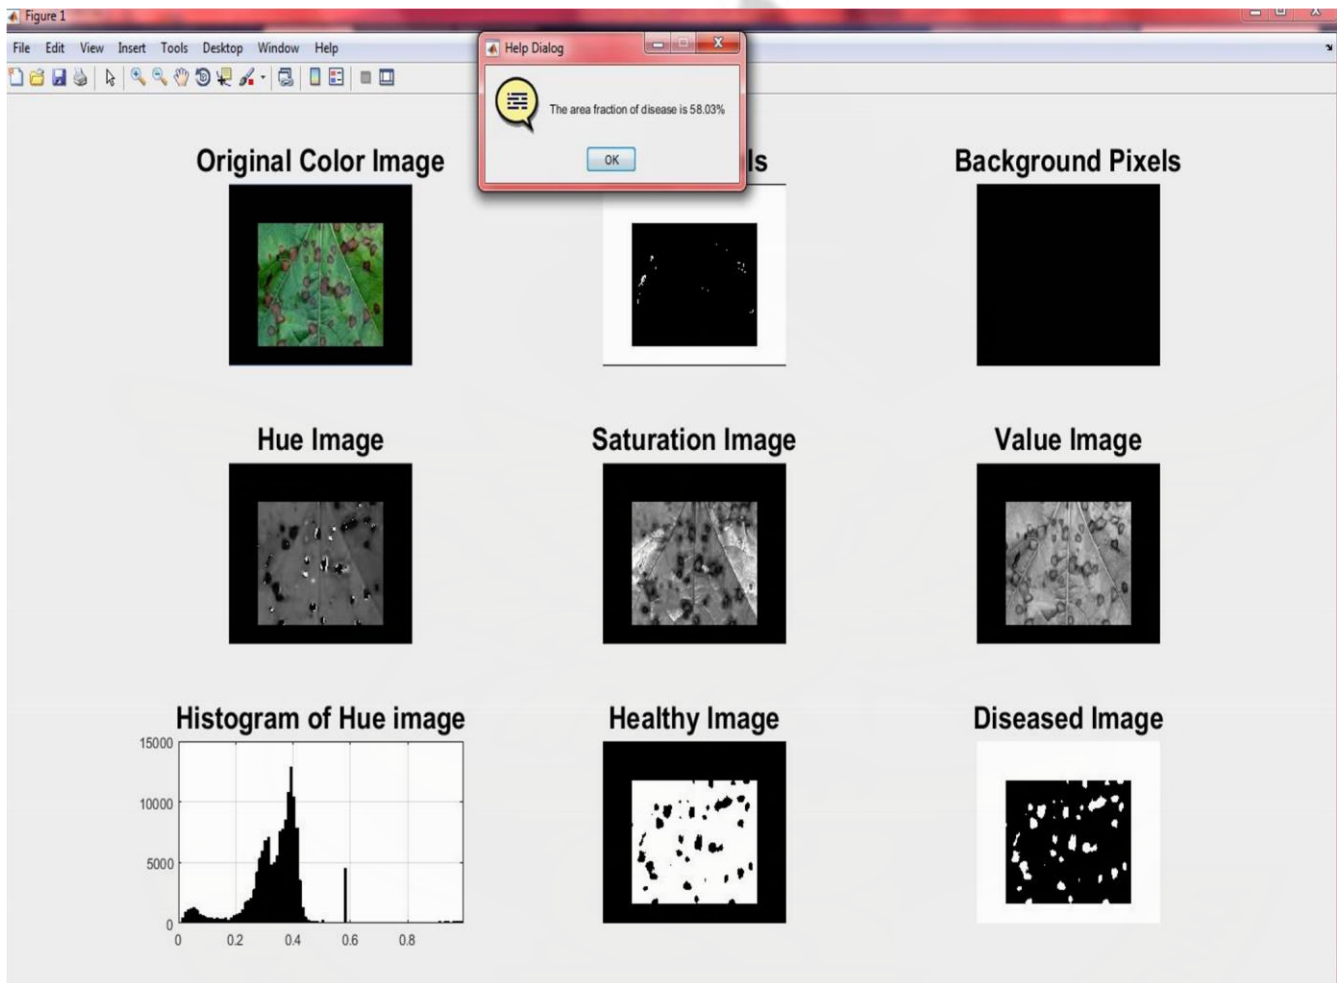 Figure 1
File Edit View Insert Tools Desktop Window Help
Help Dialog
The area fraction of disease is 58.03%
OK
Original Color Image
ls
Background Pixels
Hue Image
Saturation Image
Value Image
Histogram of Hue image
Healthy Image
Diseased Image
15000
10000
5000
0
0 0.2 0.4 0.6 0.8